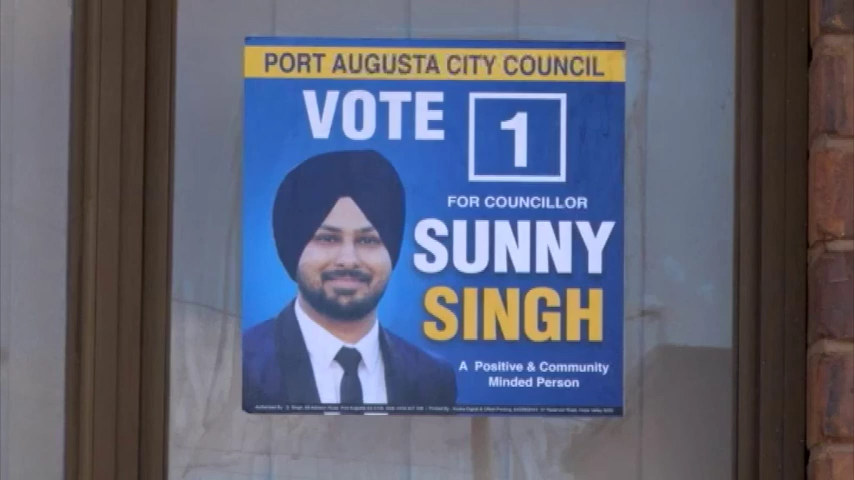 PORT AUGUSTA CITY COUNCIL
VOTE 1
FOR COUNCILLOR
SUNNY
SINGH
A Positive & Community
Minded Person